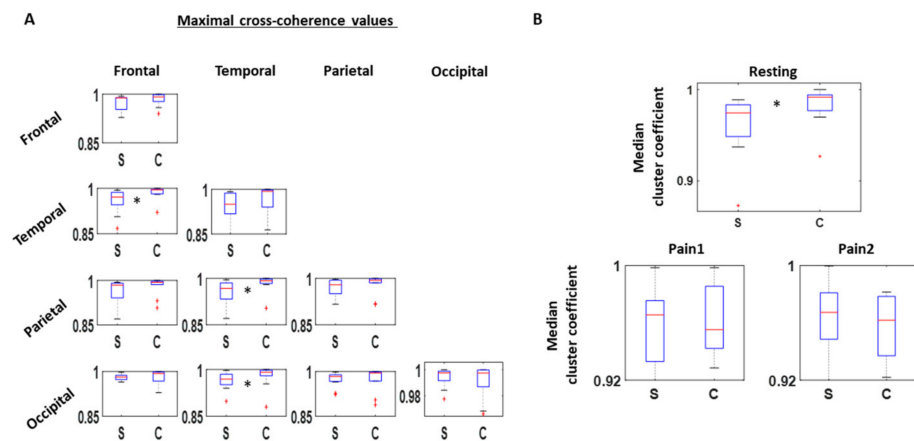 A
Maximal cross-coherence values
B
Frontal Temporal Parietal Occipital
Resting
Frontal
1
0.85
S C
Median
cluster coefficient
1
*
0.9
S C
Temporal
1 * 1
0.85 0.85
S C S C
Pain1 Pain2
Parietal
1 1 * 1
0.85 0.85 0.85
S C S C S C
Median
cluster coefficient
1 1
0.92 0.92
S C S C
Occipital
1 1 * 1 1
0.85 0.85 0.85 0.98
S C S C S C S C